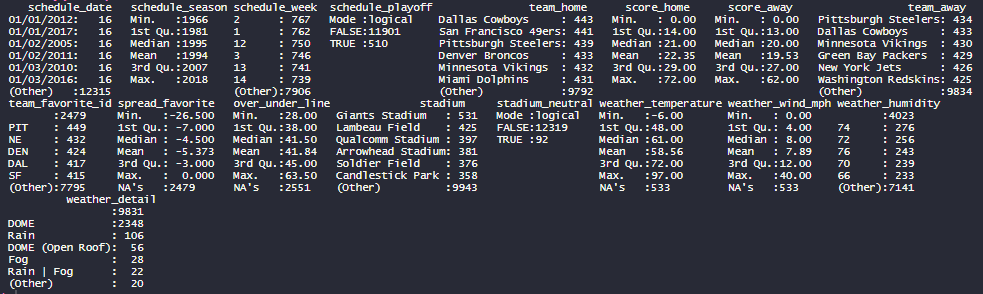 schedule_date schedule_season schedule_week schedule_playoff team_home score_home score_away team_away
01/01/2012: 16 Min. :1966 2 : 767 Mode :logical Dallas Cowboys : 443 Min. : 0.00 Min. : 0.00 Pittsburgh Steelers: 434
01/01/2017: 16 1st Qu.:1981 1 : 762 FALSE:11901 San Francisco 49ers: 441 1st Qu.:14.00 1st Qu.:13.00 Dallas Cowboys : 433
01/02/2005: 16 Median :1995 12 : 750 TRUE :510 Pittsburgh Steelers: 439 Median :21.00 Median :20.00 Minnesota Vikings : 430
01/02/2011: 16 Mean :1994 3 : 746 Denver Broncos : 433 Mean :22.35 Mean :19.53 Green Bay Packers : 429
01/03/2010: 16 3rd Qu.:2007 13 : 741 Minnesota Vikings : 432 3rd Qu.:29.00 3rd Qu.:27.00 New York Jets : 426
01/03/2016: 16 Max. :2018 14 : 739 Miami Dolphins : 431 Max. :72.00 Max. :62.00 Washington Redskins: 425
(Other) :12315 (Other):7906 (Other) :9792 (Other) :9834
team_favorite_id spread_favorite over_under_line stadium stadium_neutral weather_temperature weather_wind_mph weather_humidity
:2479 Min. :-26.500 Min. :28.00 Giants Stadium : 531 Mode :logical Min. :-6.00 Min. : 0.00 :4023
PIT : 449 1st Qu.: -7.000 1st Qu.:38.00 Lambeau Field : 425 FALSE:12319 1st Qu.:48.00 1st Qu.: 4.00 74 : 276
NE : 432 Median : -4.500 Median :41.50 Qualcomm Stadium : 397 TRUE :92 Median :61.00 Median : 8.00 72 : 256
DEN : 424 Mean : -5.373 Mean :41.84 Arrowhead Stadium: 381 Mean :58.56 Mean : 7.89 76 : 243
DAL : 417 3rd Qu.: -3.000 3rd Qu.:45.00 Soldier Field : 376 3rd Qu.:72.00 3rd Qu.:12.00 70 : 239
SF : 415 Max. : 0.000 Max. :63.50 Candlestick Park : 358 Max. :97.00 Max. :40.00 66 : 233
(Other):7795 NA's :2479 NA's :2551 (Other) :9943 NA's :533 NA's :533 (Other):7141
weather_detail
:9831
DOME :2348
Rain : 106
DOME (Open Roof): 56
Fog : 28
Rain | Fog : 22
(Other) : 20